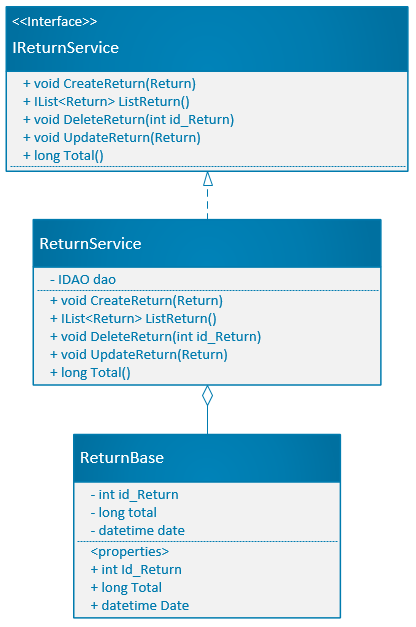 <<Interface>>
IReturnService
+ void CreateReturn(Return)
+ IList<Return> ListReturn()
+ void DeleteReturn(int id_Return)
+ void UpdateReturn(Return)
+ long Total()
ReturnService
- IDAO dao
+ void CreateReturn(Return)
+ IList<Return> ListReturn()
+ void DeleteReturn(int id_Return)
+ void UpdateReturn(Return)
+ long Total()
ReturnBase
- int id_Return
- long total
- datetime date
<properties>
+ int Id_Return
+ long Total
+ datetime Date